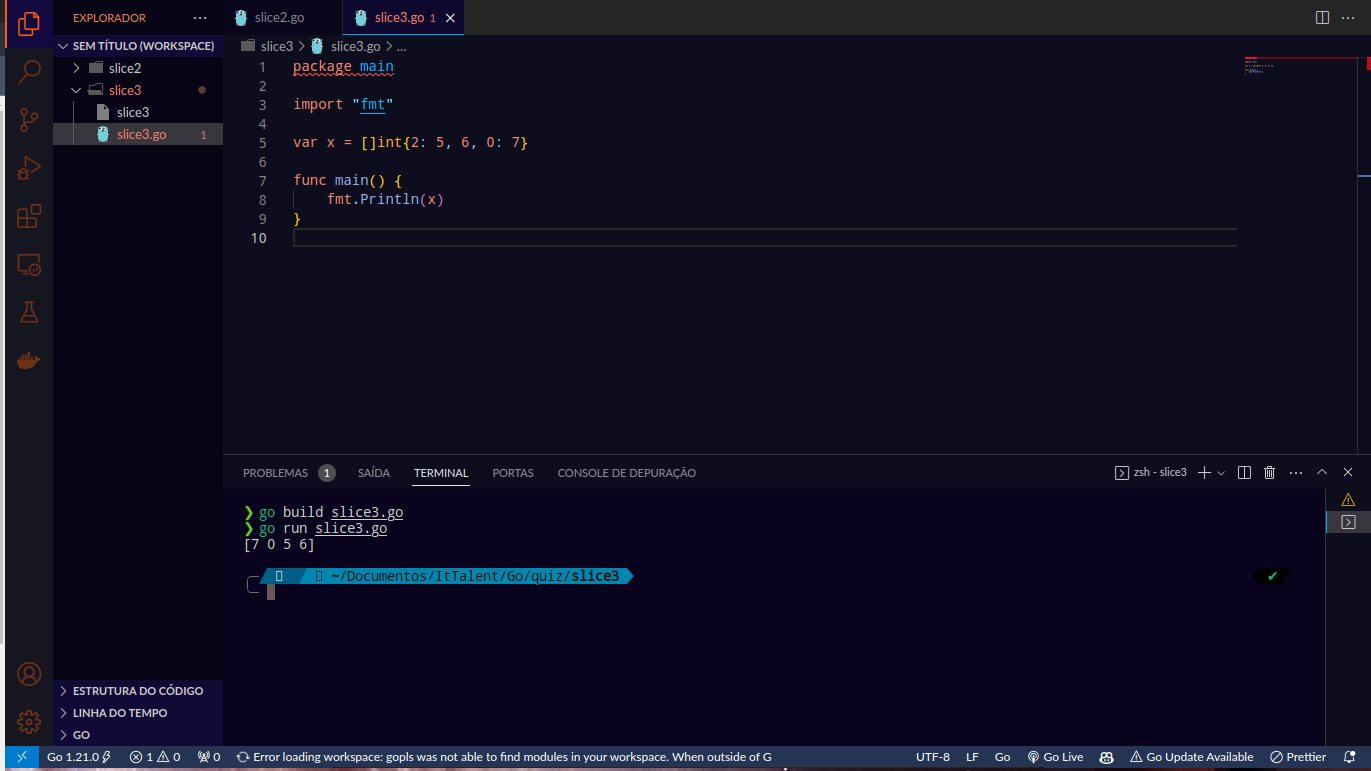 EXPLORADOR ···
slice2.go
slice3.go 1
SEM TÍTULO (WORKSPACE)
slice2
slice3
slice3
slice3.go 1
slice3 > slice3.go > ...
1 package main
2
3 import "fmt"
4
5 var x = []int{2: 5, 6, 0: 7}
6
7 func main() {
8 fmt.Println(x)
9 }
10
PROBLEMAS 1 SAÍDA TERMINAL PORTAS CONSOLE DE DEPURAÇÃO
zsh - slice3
❯ go build slice3.go
❯ go run slice3.go
[7 0 5 6]
~/Documentos/ItTalent/Go/quiz/slice3 ✔
ESTRUTURA DO CÓDIGO
LINHA DO TEMPO
GO
Go 1.21.0 1 0 0 Error loading workspace: gopls was not able to find modules in your workspace. When outside of G UTF-8 LF Go Go Live Go Update Available Prettier